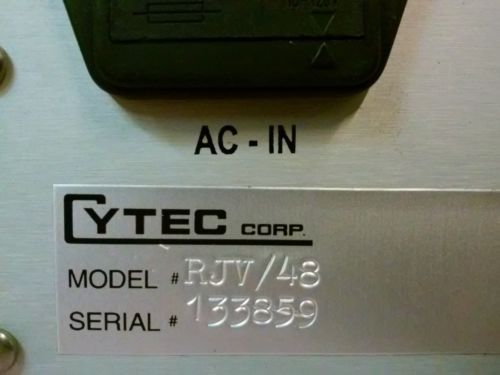 AC - IN
CYTEC CORP.
MODEL # RJV/48
SERIAL # 133859